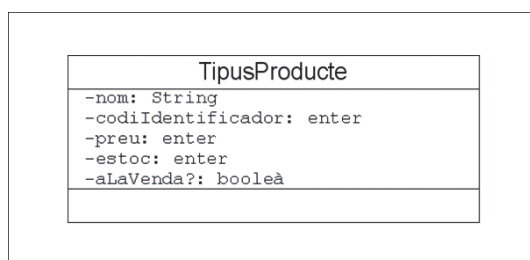 TipusProducte
-nom: String
-codiIdentificador: enter
-preu: enter
-estoc: enter
-aLaVenda?: booleà